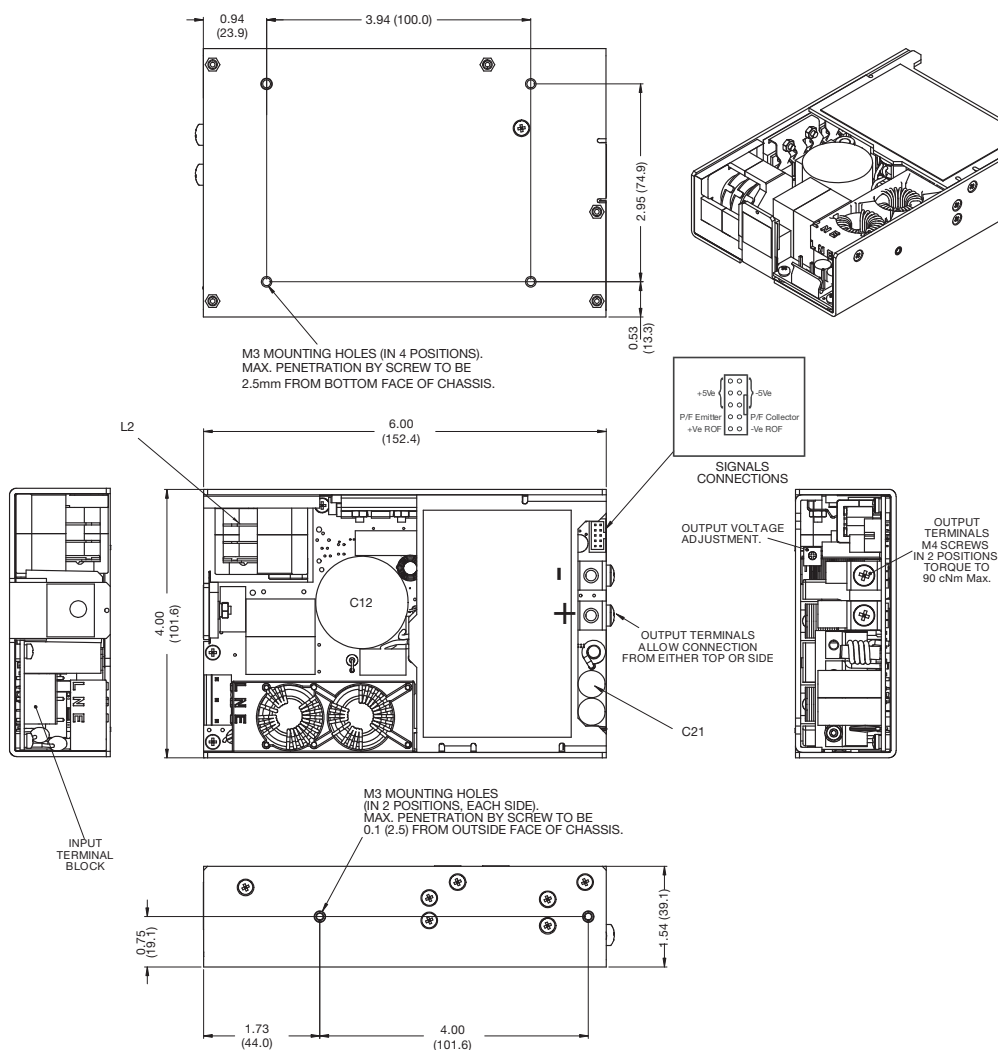 0.94
(23.9)
3.94 (100.0)
2.95 (74.9)
0.53
(13.3)
M3 MOUNTING HOLES (IN 4 POSITIONS).
MAX. PENETRATION BY SCREW TO BE
2.5mm FROM BOTTOM FACE OF CHASSIS.
LNE
LNE
+5Ve
-5Ve
P/F Emitter
P/F Collector
+Ve ROF
-Ve ROF
SIGNALS
CONNECTIONS
L2
6.00
(152.4)
4.00
(101.6)
C12
LNE
-
+
OUTPUT TERMINALS
ALLOW CONNECTION
FROM EITHER TOP OR SIDE
C21
OUTPUT VOLTAGE
ADJUSTMENT.
OUTPUT
TERMINALS
M4 SCREWS
IN 2 POSITIONS
TORQUE TO
90 cNm Max.
LNE
INPUT
TERMINAL
BLOCK
M3 MOUNTING HOLES
(IN 2 POSITIONS, EACH SIDE).
MAX. PENETRATION BY SCREW TO BE
0.1 (2.5) FROM OUTSIDE FACE OF CHASSIS.
0.75
(19.1)
1.54 (39.1)
1.73
(44.0)
4.00
(101.6)